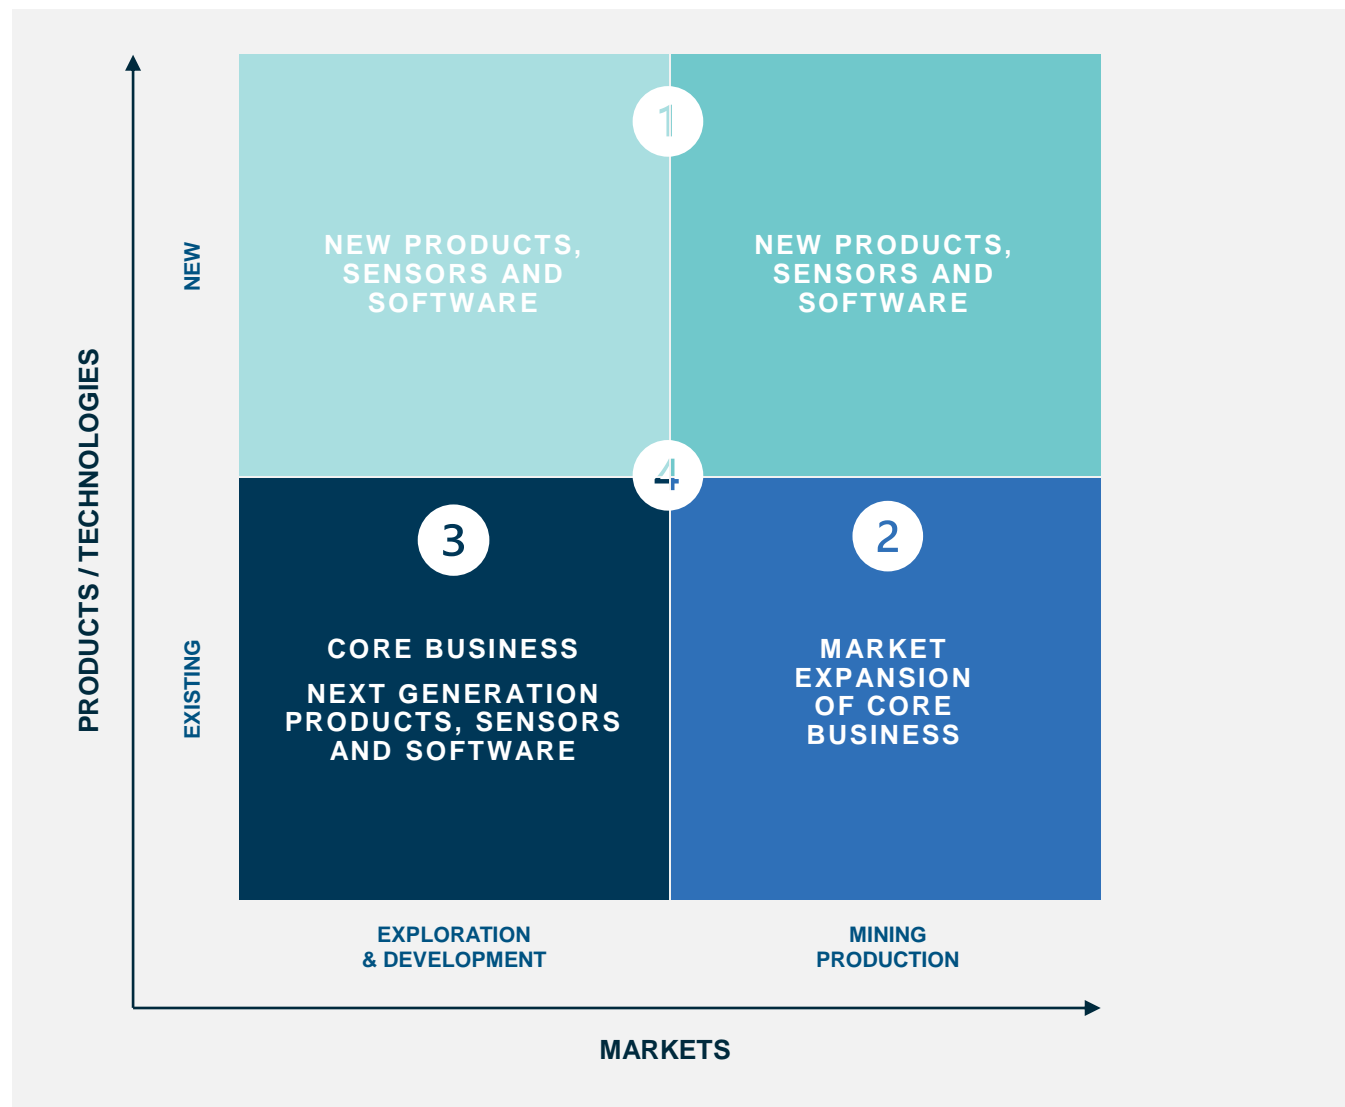 1
NEW PRODUCTS,
SENSORS AND
SOFTWARE
NEW PRODUCTS,
SENSORS AND
SOFTWARE
NEW
PRODUCTS / TECHNOLOGIES
4
3
2
EXISTING
CORE BUSINESS
NEXT GENERATION
PRODUCTS, SENSORS
AND SOFTWARE
MARKET
EXPANSION
OF CORE
BUSINESS
EXPLORATION
& DEVELOPMENT
MINING
PRODUCTION
MARKETS